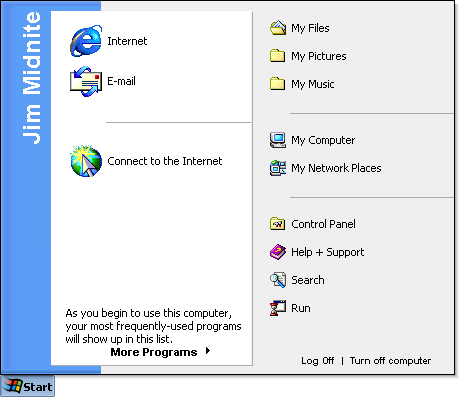 Jim Midnite
Internet
E-mail
Connect to the Internet
As you begin to use this computer,
your most frequently-used programs
will show up in this list.
More Programs
My Files
My Pictures
My Music
My Computer
My Network Places
Control Panel
Help + Support
Search
Run
Log Off | Turn off computer
Start